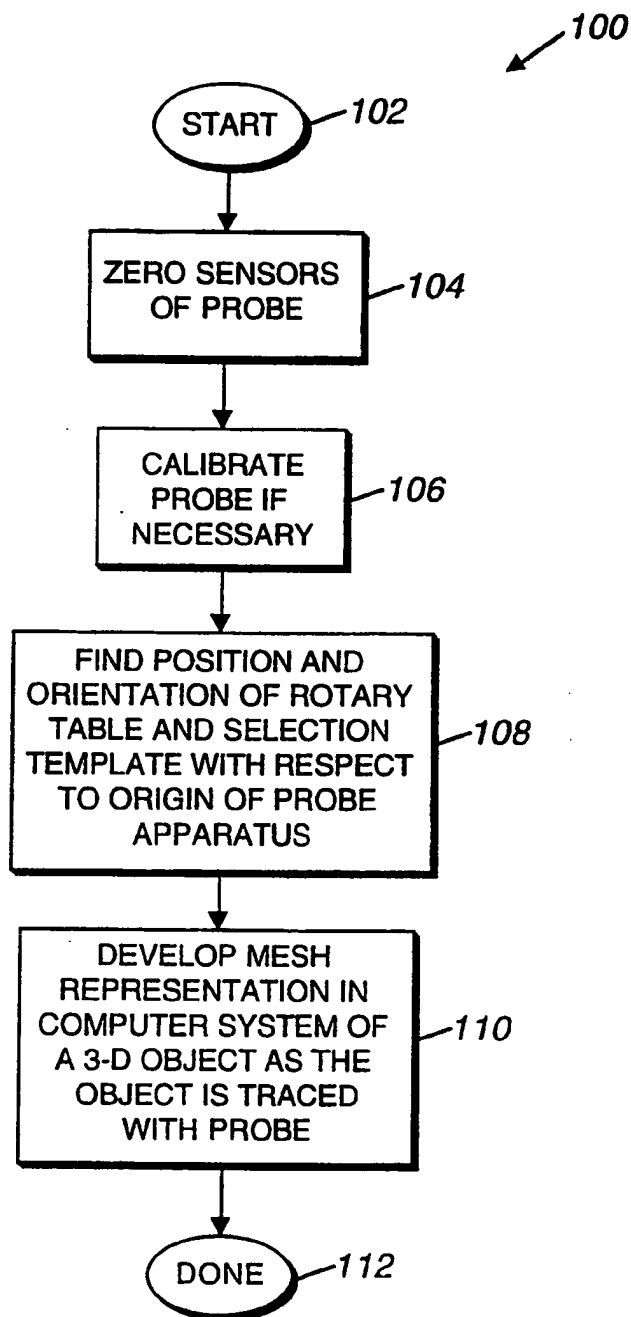 100
START
102
ZERO SENSORS
OF PROBE
104
CALIBRATE
PROBE IF
NECESSARY
106
FIND POSITION AND
ORIENTATION OF ROTARY
TABLE AND SELECTION
TEMPLATE WITH RESPECT
TO ORIGIN OF PROBE
APPARATUS
108
DEVELOP MESH
REPRESENTATION IN
COMPUTER SYSTEM OF
A 3-D OBJECT AS THE
OBJECT IS TRACED
WITH PROBE
110
DONE
112